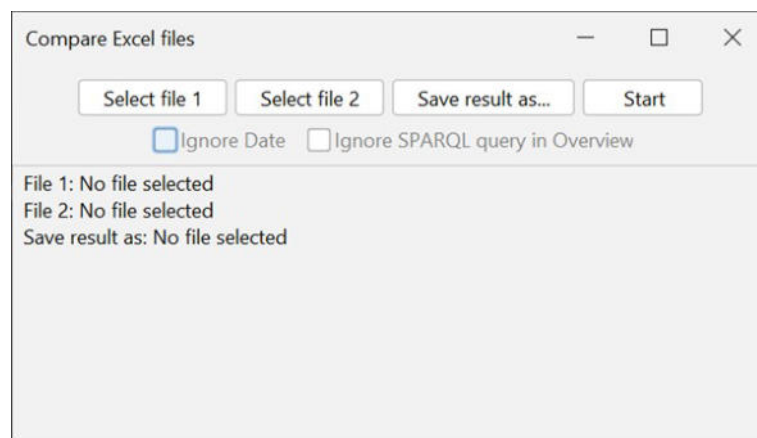 Compare Excel files
Select file 1 Select file 2 Save result as... Start
Ignore Date Ignore SPARQL query in Overview
File 1: No file selected
File 2: No file selected
Save result as: No file selected